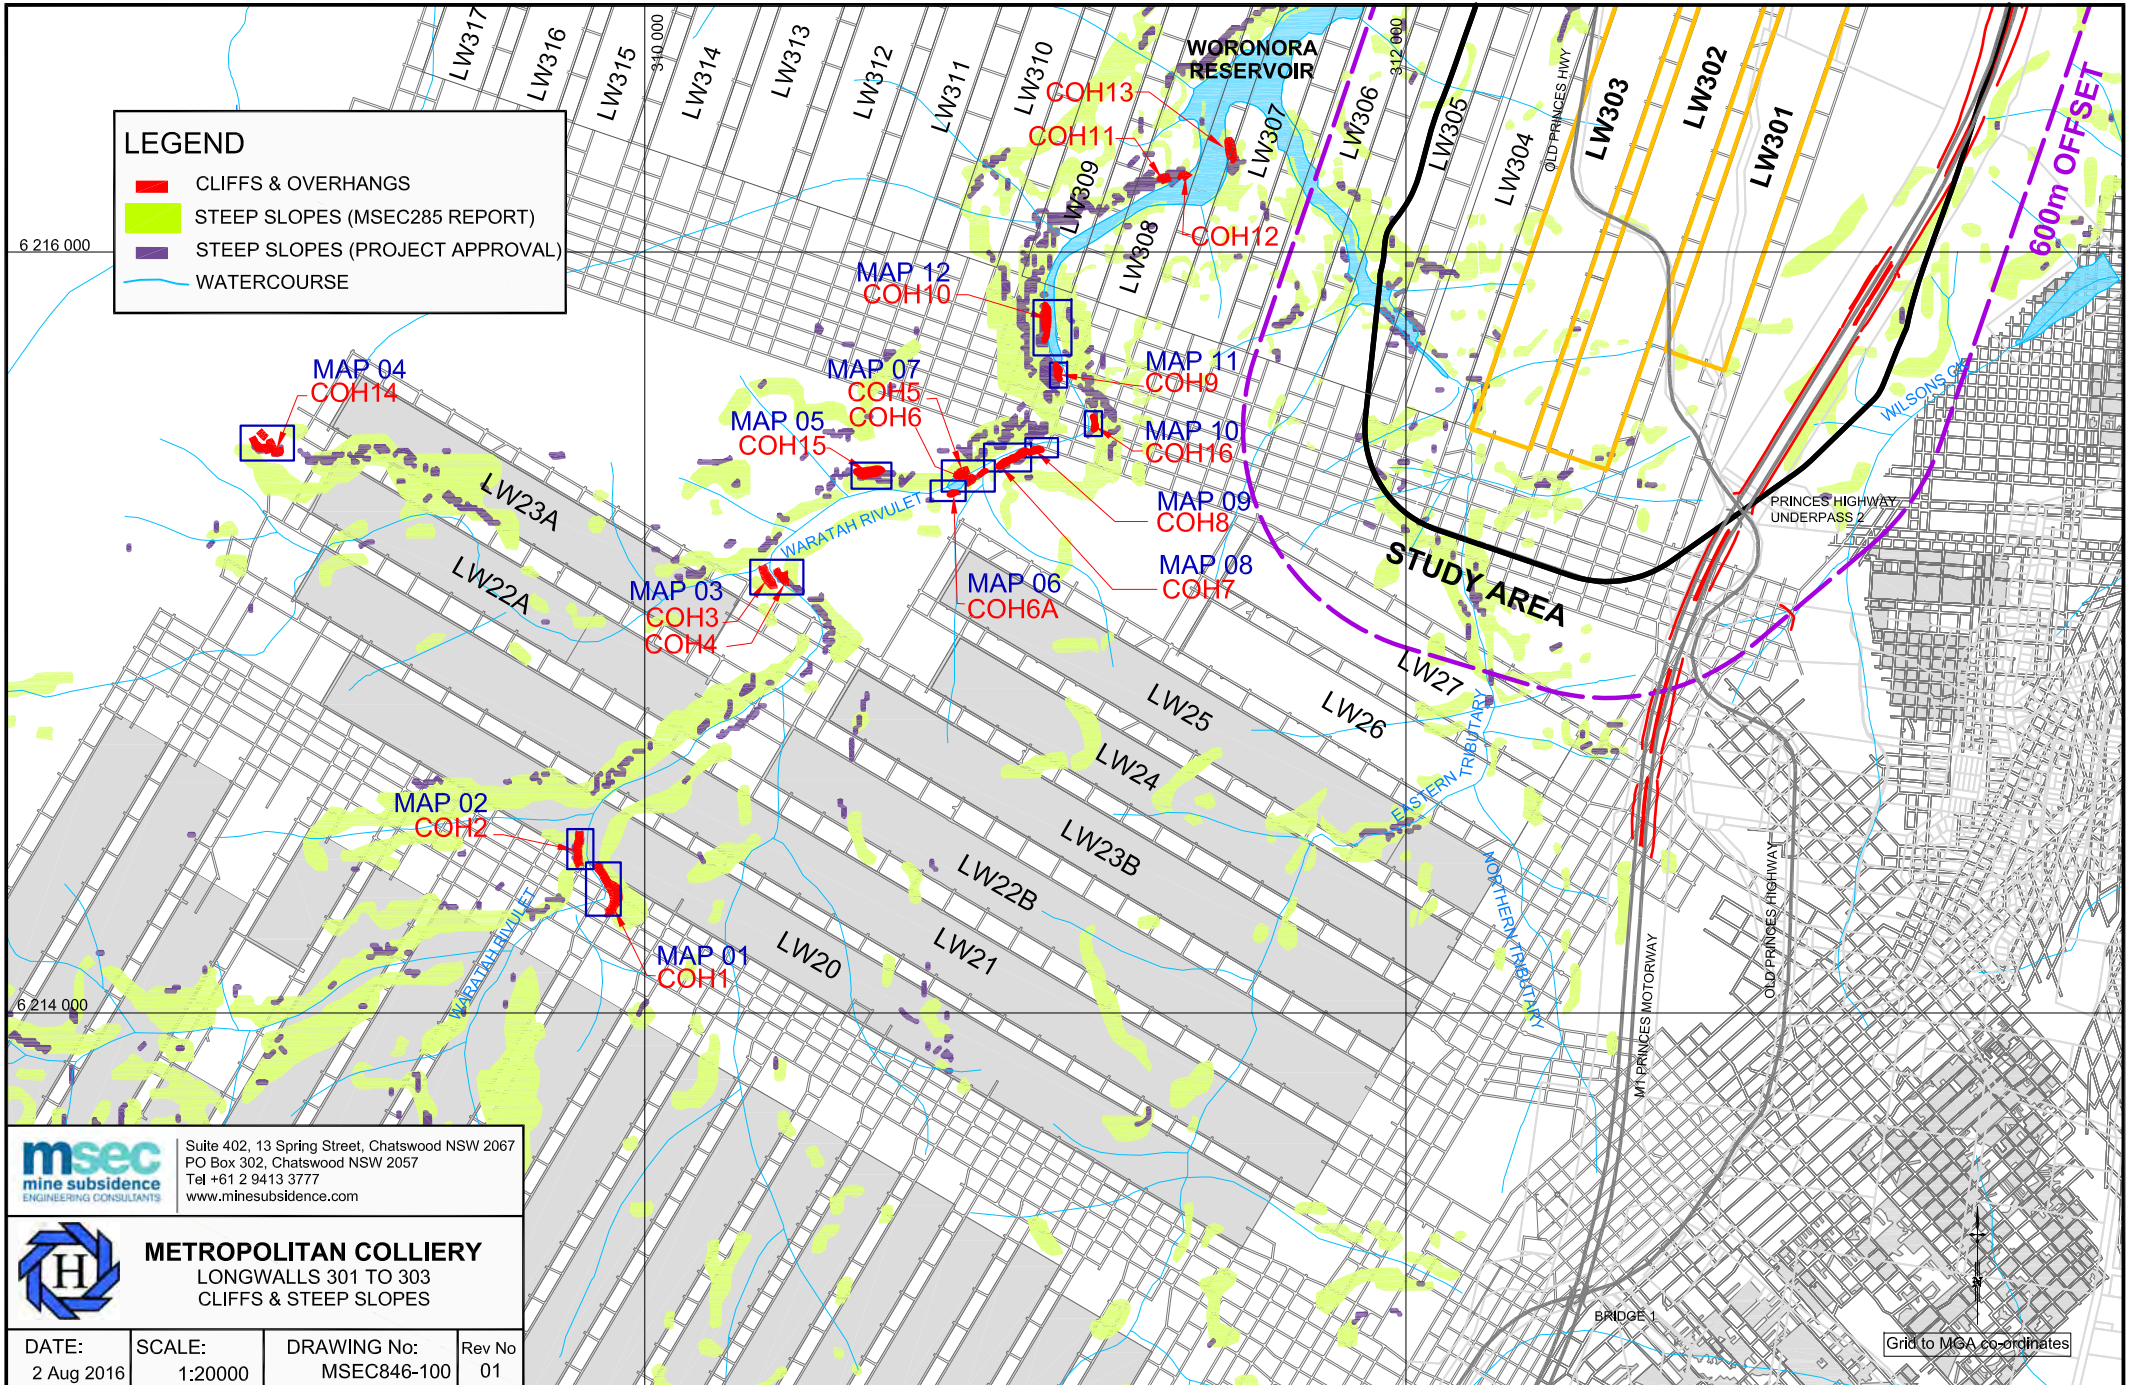 LW317
LW316
LW315
340 000
LW314
LW313
LW312
LW311
LW310
WORONORA
RESERVOIR
COH13
COH11
LW309
LW308
LW307
COH12
LW306
312 000
LW305
LW304
OLD PRINCES HWY
LW303
LW302
LW301
600m OFFSET
LEGEND
CLIFFS & OVERHANGS
STEEP SLOPES (MSEC285 REPORT)
STEEP SLOPES (PROJECT APPROVAL)
WATERCOURSE
6 216 000
MAP 12
COH10
MAP 04
COH14
MAP 07
COH5
COH6
MAP 11
COH9
MAP 05
COH15
MAP 10
COH16
MAP 09
COH8
MAP 08
COH7
MAP 06
COH6A
WARATAH RIVULET
MAP 03
COH3
COH4
LW23A
LW22A
STUDY AREA
PRINCES HIGHWAY
UNDERPASS 2
LW27
LW26
LW25
LW24
LW23B
LW22B
LW21
LW20
EASTERN TRIBUTARY
NORTHERN TRIBUTARY
M1 PRINCES MOTORWAY
OLD PRINCES HIGHWAY
MAP 02
COH2
MAP 01
COH1
WARATAH RIVULET
6 214 000
BRIDGE 1
Grid to MGA co-ordinates
msec
mine subsidence
ENGINEERING CONSULTANTS
Suite 402, 13 Spring Street, Chatswood NSW 2067
PO Box 302, Chatswood NSW 2057
Tel +61 2 9413 3777
www.minesubsidence.com
H
METROPOLITAN COLLIERY
LONGWALLS 301 TO 303
CLIFFS & STEEP SLOPES
DATE:
2 Aug 2016
SCALE:
1:20000
DRAWING No:
MSEC846-100
Rev No
01
WILSONS